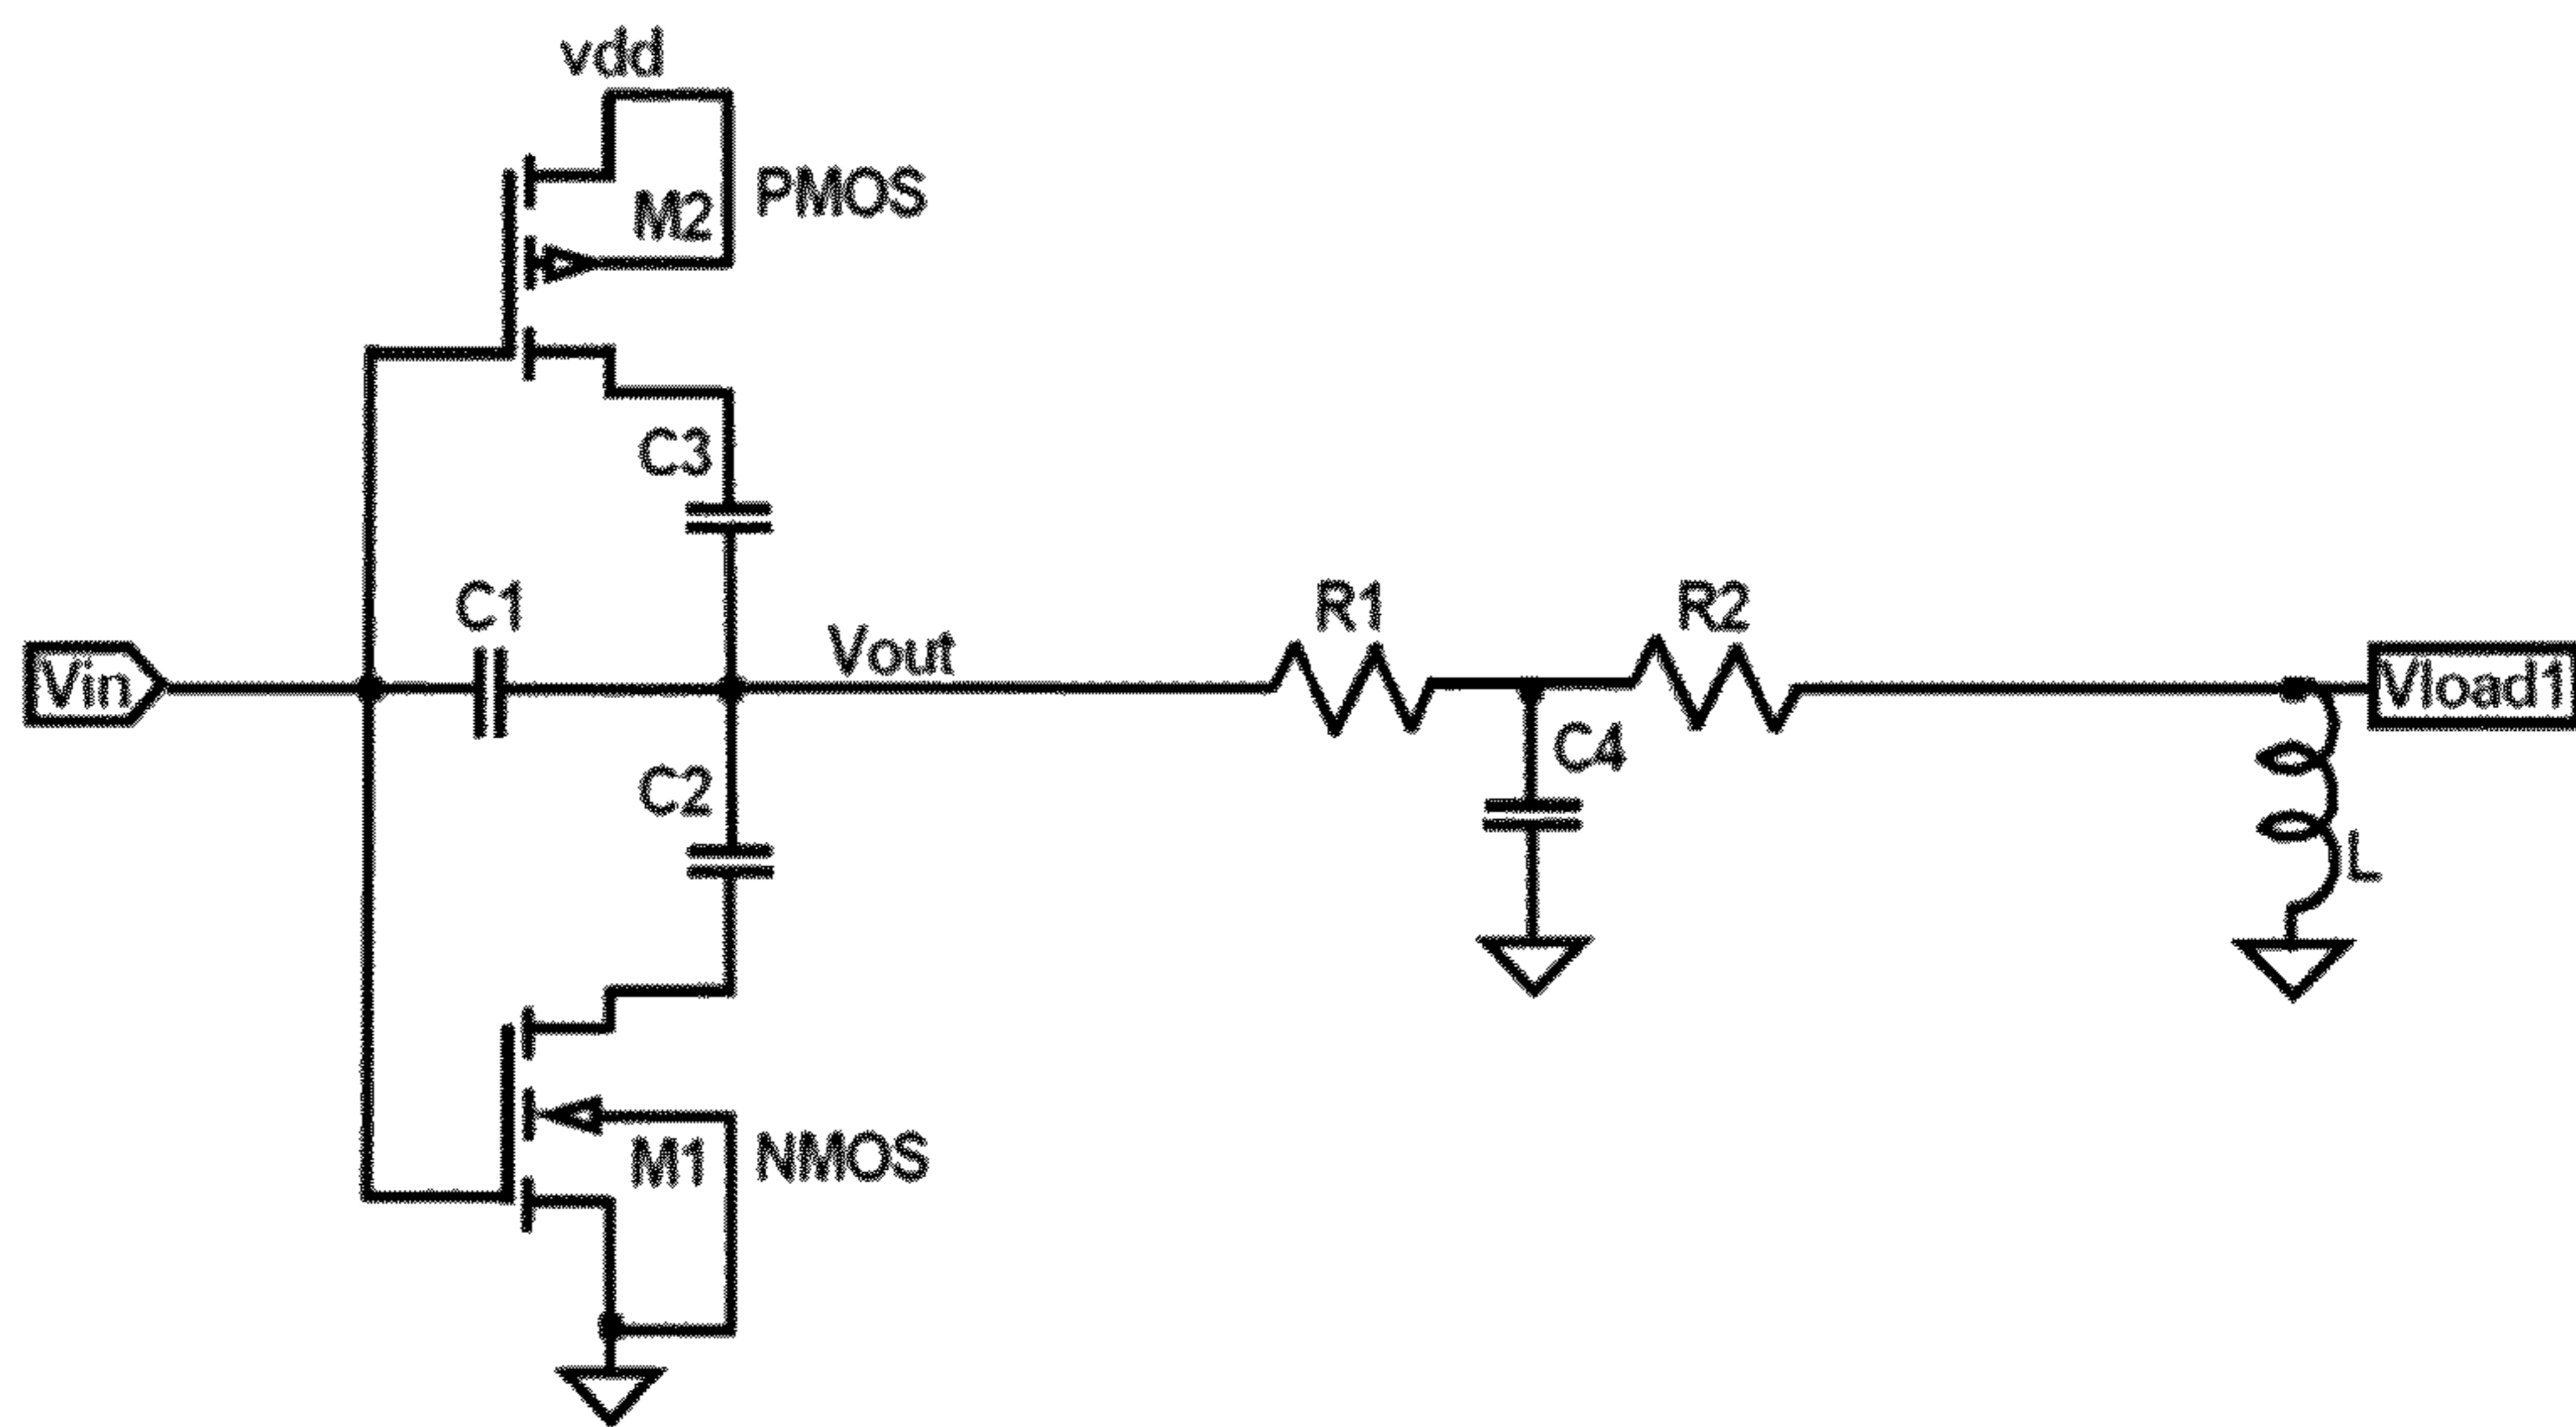 vdd
M2
PMOS
C3
C1
R1
R2
Vin
Vout
Vload1
C4
C2
L
M1
NMOS